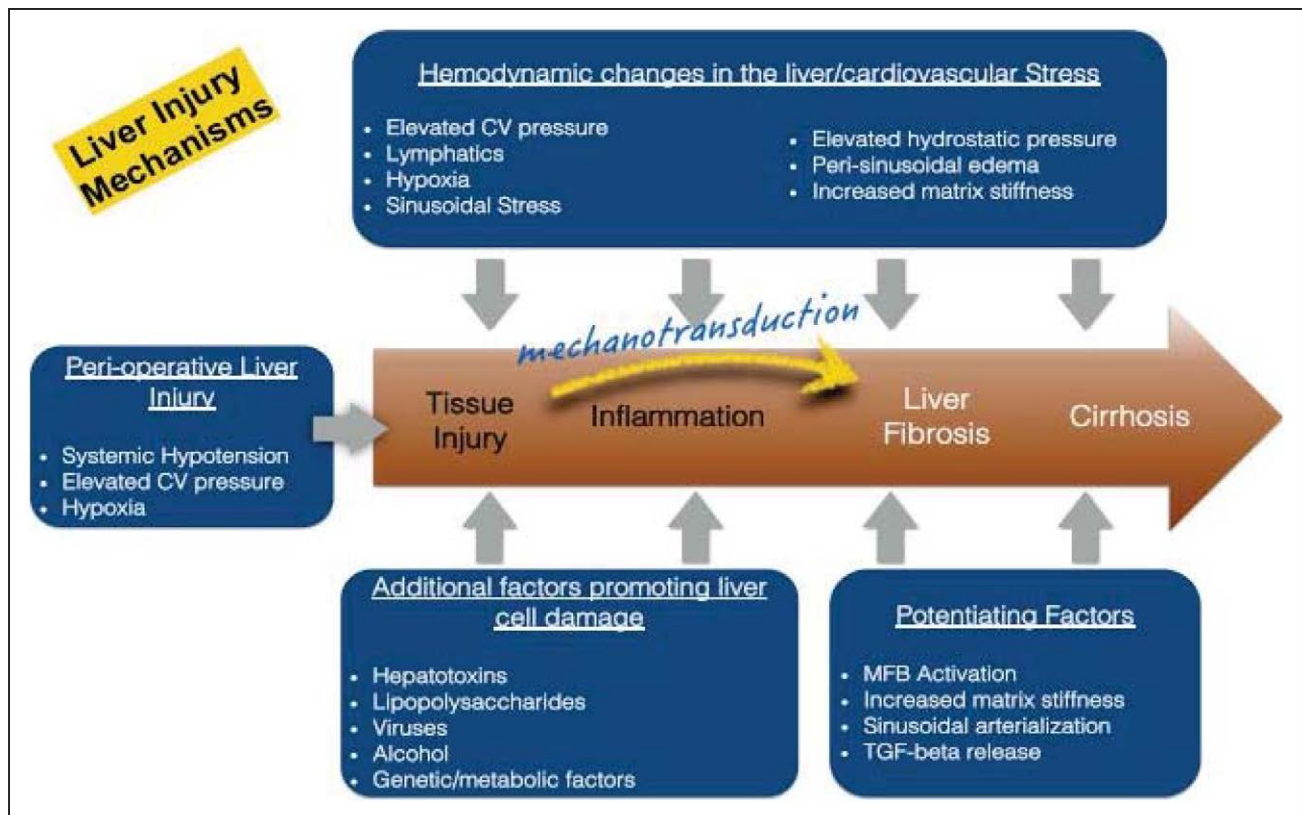 Liver Injury
Mechanisms
Hemodynamic changes in the liver/cardiovascular Stress
• Elevated CV pressure
• Lymphatics
• Hypoxia
• Sinusoidal Stress
• Elevated hydrostatic pressure
• Peri-sinusoidal edema
• Increased matrix stiffness
mechanotransduction
Peri-operative Liver
Injury
• Systemic Hypotension
• Elevated CV pressure
• Hypoxia
Tissue
Injury
Inflammation
Liver
Fibrosis
Cirrhosis
Additional factors promoting liver
cell damage
• Hepatotoxins
• Lipopolysaccharides
• Viruses
• Alcohol
• Genetic/metabolic factors
Potentiating Factors
• MFB Activation
• Increased matrix stiffness
• Sinusoidal arterialization
• TGF-beta release